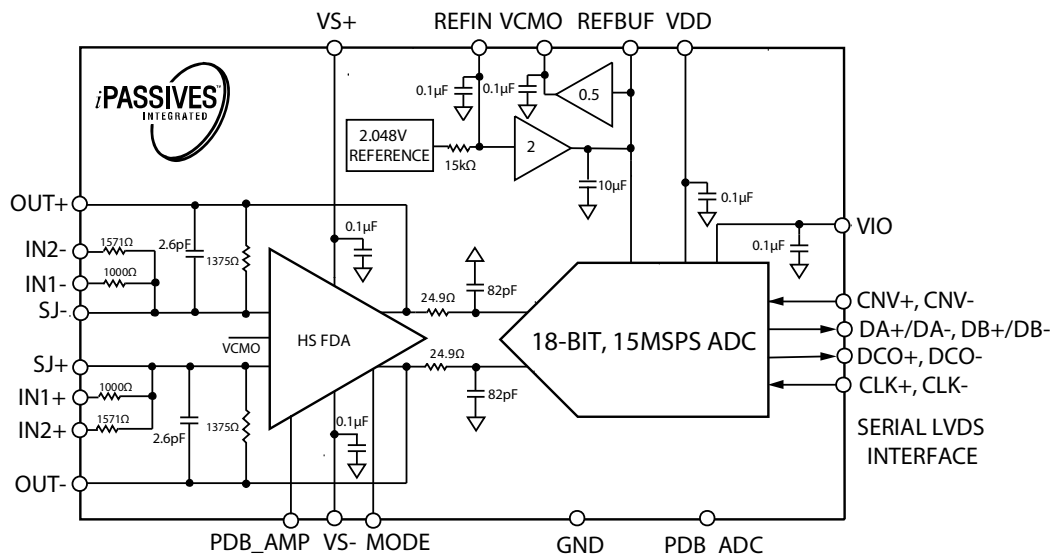 VS+
REFIN VCMO REFBUF VDD
iPASSIVES™
INTEGRATED
0.1µF
0.1µF
0.5
2.048V
REFERENCE
15kΩ
2
10µF
0.1µF
OUT+
IN2-
1571Ω
2.6pF
1375Ω
0.1µF
VIO
0.1µF
IN1-
1000Ω
SJ-
82pF
24.9Ω
CNV+, CNV-
HS FDA
VCMO
18-BIT, 15MSPS ADC
DA+/DA-, DB+/DB-
DCO+, DCO-
SJ+
24.9Ω
CLK+, CLK-
IN1+
1000Ω
82pF
IN2+
1571Ω
2.6pF
1375Ω
0.1µF
SERIAL LVDS
INTERFACE
OUT-
PDB_AMP VS- MODE
GND
PDB_ADC